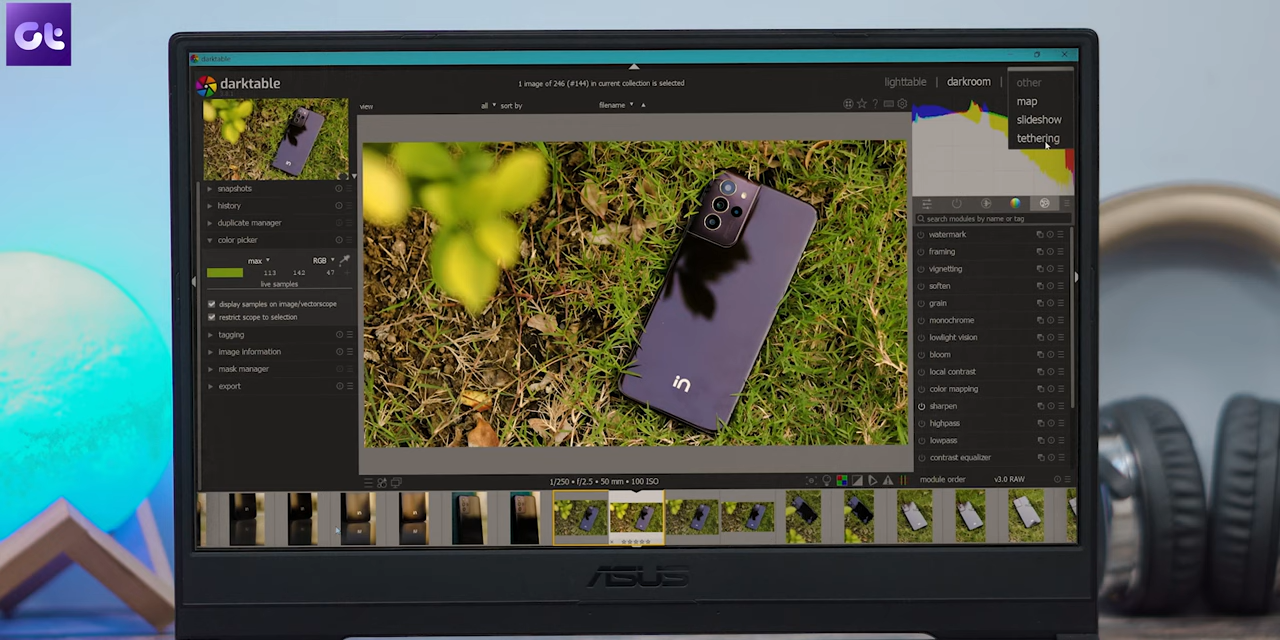 Gt
darktable
darktable
1 image of 246 (#144) in current collection is selected
lighttable | darkroom | other
map
slideshow
tethering
view all sort by filename
snapshots
history
duplicate manager
color picker
max RGB
113 142 47
live samples
display samples on image/vectorscope
restrict scope to selection
tagging
image information
mask manager
export
in
in
search modules by name or tag
watermark
framing
vignetting
soften
grain
monochrome
lowlight vision
bloom
local contrast
color mapping
sharpen
highpass
lowpass
contrast equalizer
1/250 • f/2.5 • 50 mm • 100 ISO
module order v3.0 RAW
ASUS